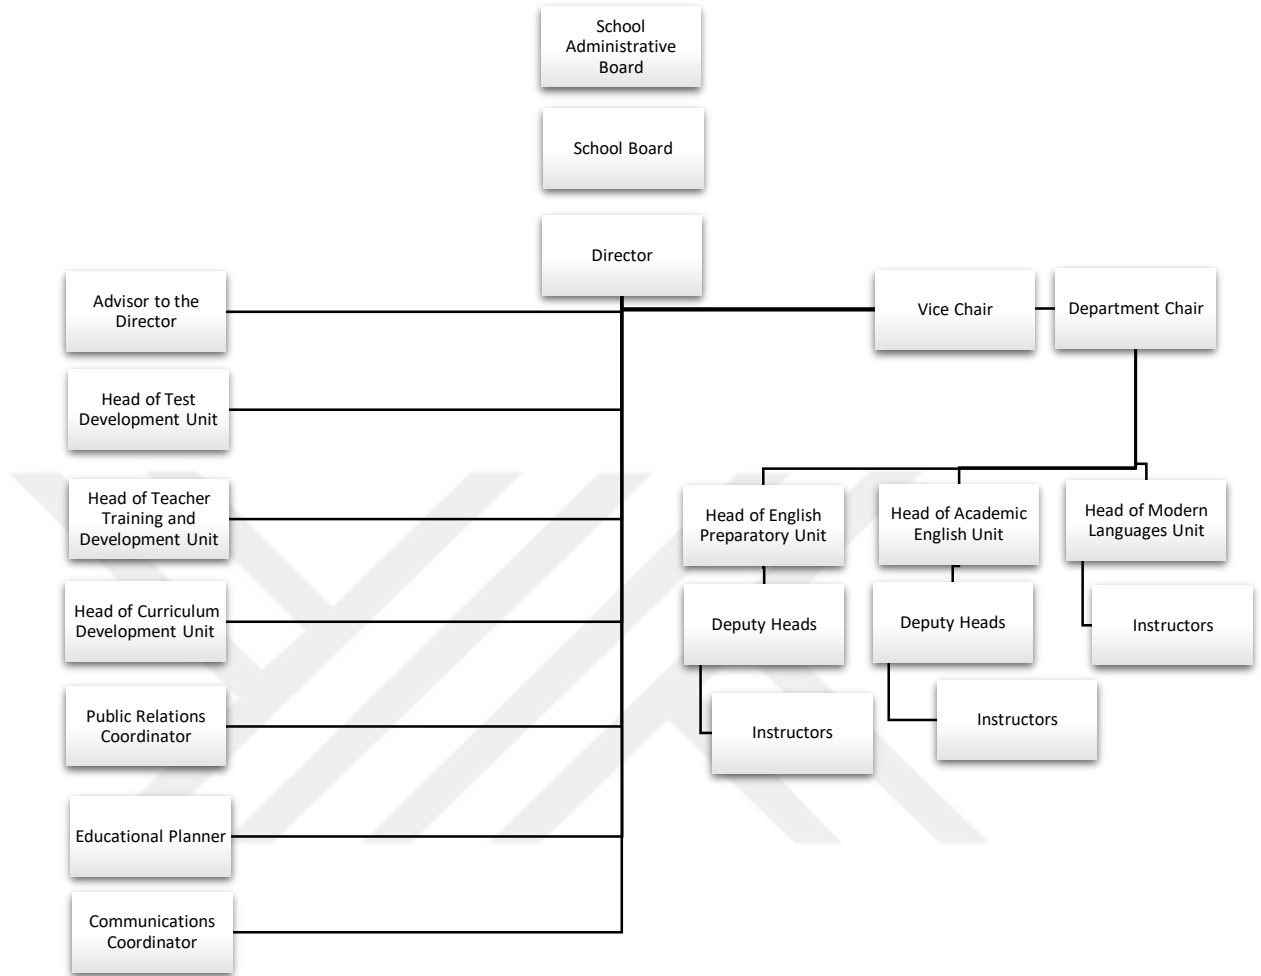 School
Administrative
Board
School Board
Director
Advisor to the
Director
Vice Chair
Department Chair
Head of Test
Development Unit
Head of Teacher
Training and
Development Unit
Head of English
Preparatory Unit
Head of Academic
English Unit
Head of Modern
Languages Unit
Head of Curriculum
Development Unit
Deputy Heads
Deputy Heads
Instructors
Public Relations
Coordinator
Instructors
Instructors
Educational Planner
Communications
Coordinator